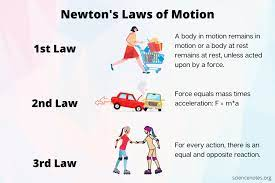 Newton's Laws of Motion
1st Law
A body in motion remains in
motion or a body at rest
remains at rest, unless acted
upon by a force.
2nd Law
Force equals mass times
acceleration: F = m*a
3rd Law
For every action, there is an
equal and opposite reaction.
sciencenotes.org